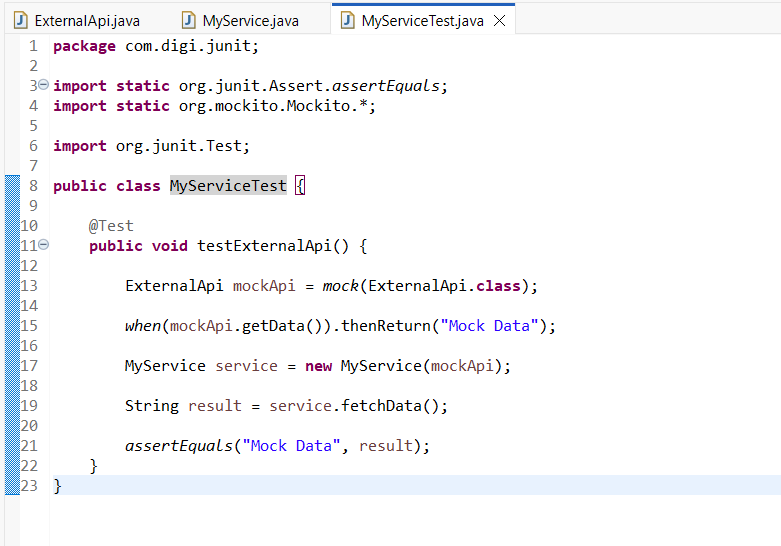 ExternalApi.java MyService.java MyServiceTest.java
1 package com.digi.junit;
2
3 import static org.junit.Assert.assertEquals;
4 import static org.mockito.Mockito.*;
5
6 import org.junit.Test;
7
8 public class MyServiceTest {
9
10 @Test
11 public void testExternalApi() {
12
13 ExternalApi mockApi = mock(ExternalApi.class);
14
15 when(mockApi.getData()).thenReturn("Mock Data");
16
17 MyService service = new MyService(mockApi);
18
19 String result = service.fetchData();
20
21 assertEquals("Mock Data", result);
22 }
23 }